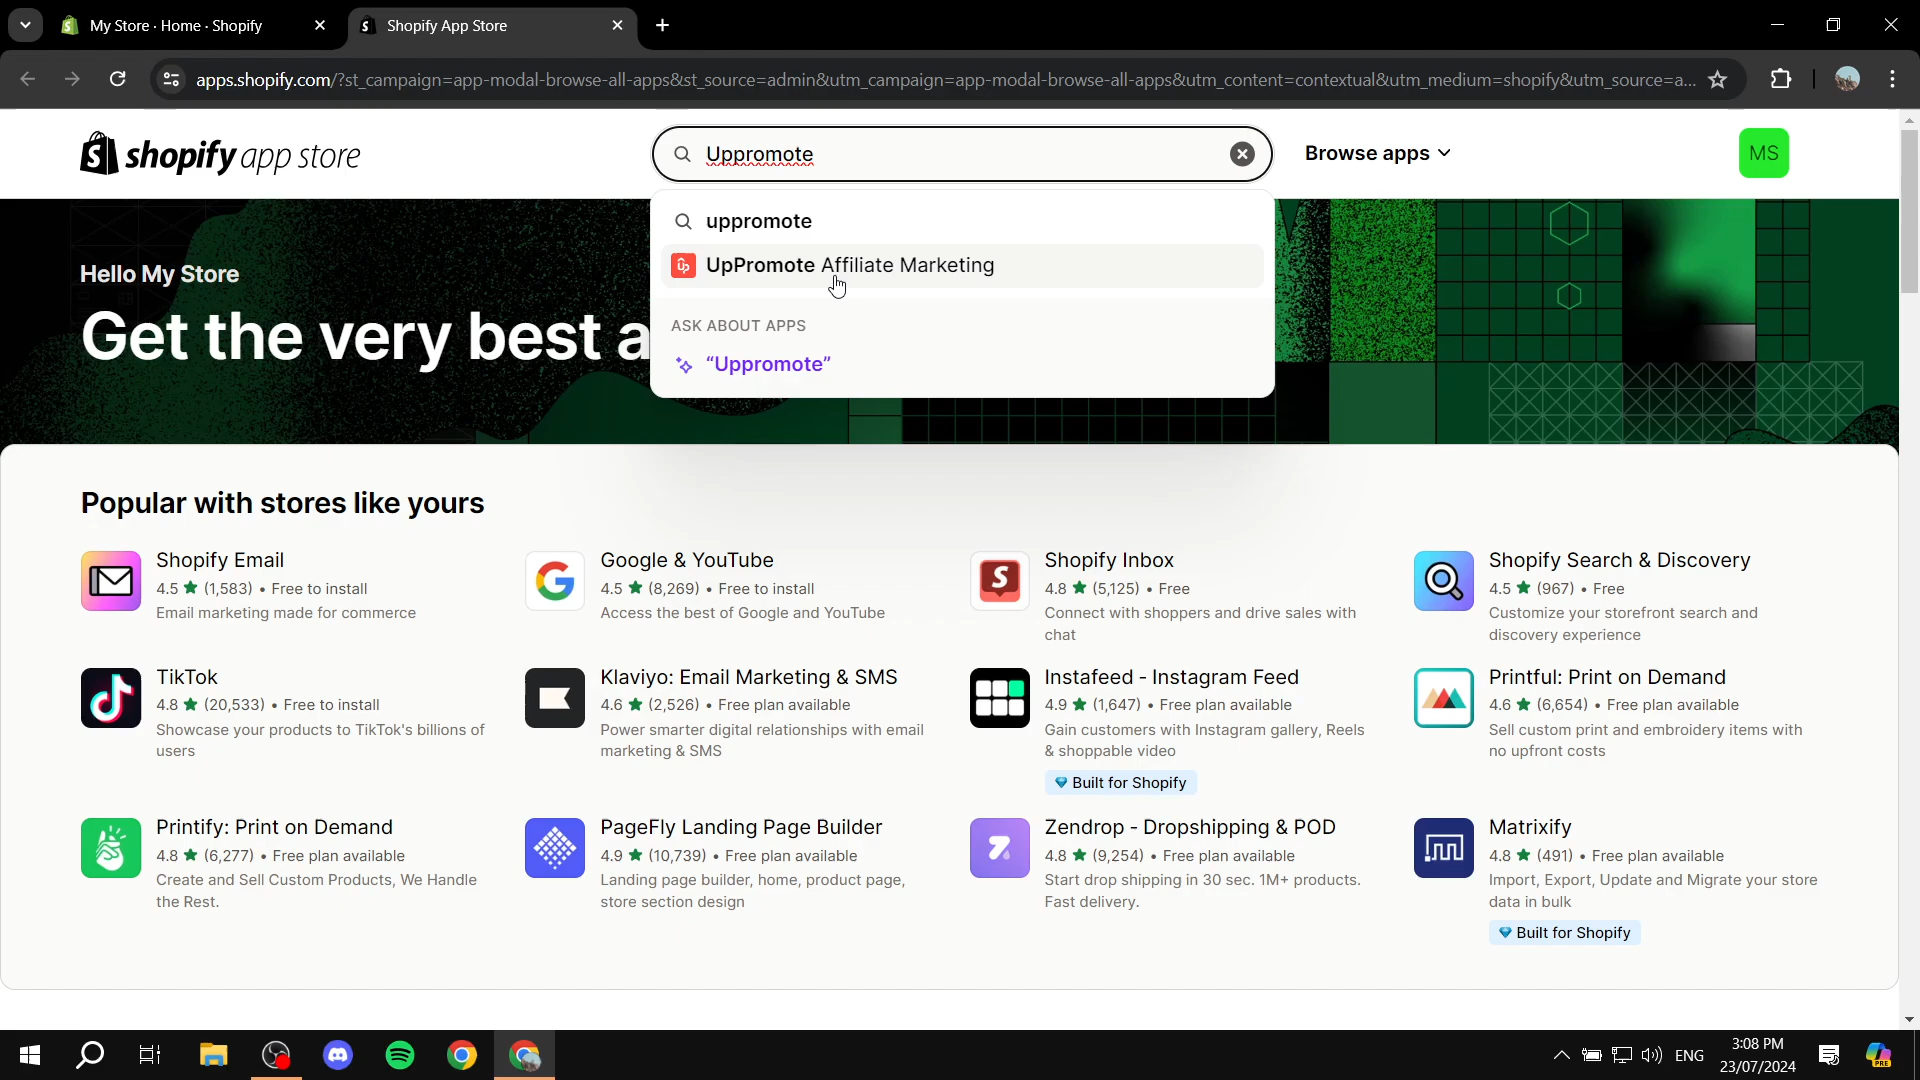 My Store · Home · Shopify
Shopify App Store
apps.shopify.com/?st_campaign=app-modal-browse-all-apps&st_source=admin&utm_campaign=app-modal-browse-all-apps&utm_content=contextual&utm_medium=shopify&utm_source=a...
shopify app store
Uppromote
Browse apps
MS
uppromote
UpPromote Affiliate Marketing
ASK ABOUT APPS
“Uppromote”
Hello My Store
Get the very best a
Popular with stores like yours
Shopify Email
4.5 ★ (1,583) • Free to install
Email marketing made for commerce
Google & YouTube
4.5 ★ (8,269) • Free to install
Access the best of Google and YouTube
Shopify Inbox
4.8 ★ (5,125) • Free
Connect with shoppers and drive sales with
chat
Shopify Search & Discovery
4.5 ★ (967) • Free
Customize your storefront search and
discovery experience
TikTok
4.8 ★ (20,533) • Free to install
Showcase your products to TikTok's billions of
users
Klaviyo: Email Marketing & SMS
4.6 ★ (2,526) • Free plan available
Power smarter digital relationships with email
marketing & SMS
Instafeed - Instagram Feed
4.9 ★ (1,647) • Free plan available
Gain customers with Instagram gallery, Reels
& shoppable video
Built for Shopify
Printful: Print on Demand
4.6 ★ (6,654) • Free plan available
Sell custom print and embroidery items with
no upfront costs
Printify: Print on Demand
4.8 ★ (6,277) • Free plan available
Create and Sell Custom Products, We Handle
the Rest.
PageFly Landing Page Builder
4.9 ★ (10,739) • Free plan available
Landing page builder, home, product page,
store section design
Zendrop - Dropshipping & POD
4.8 ★ (9,254) • Free plan available
Start drop shipping in 30 sec. 1M+ products.
Fast delivery.
Matrixify
4.8 ★ (491) • Free plan available
Import, Export, Update and Migrate your store
data in bulk
Built for Shopify
ENG
3:08 PM
23/07/2024
PRE